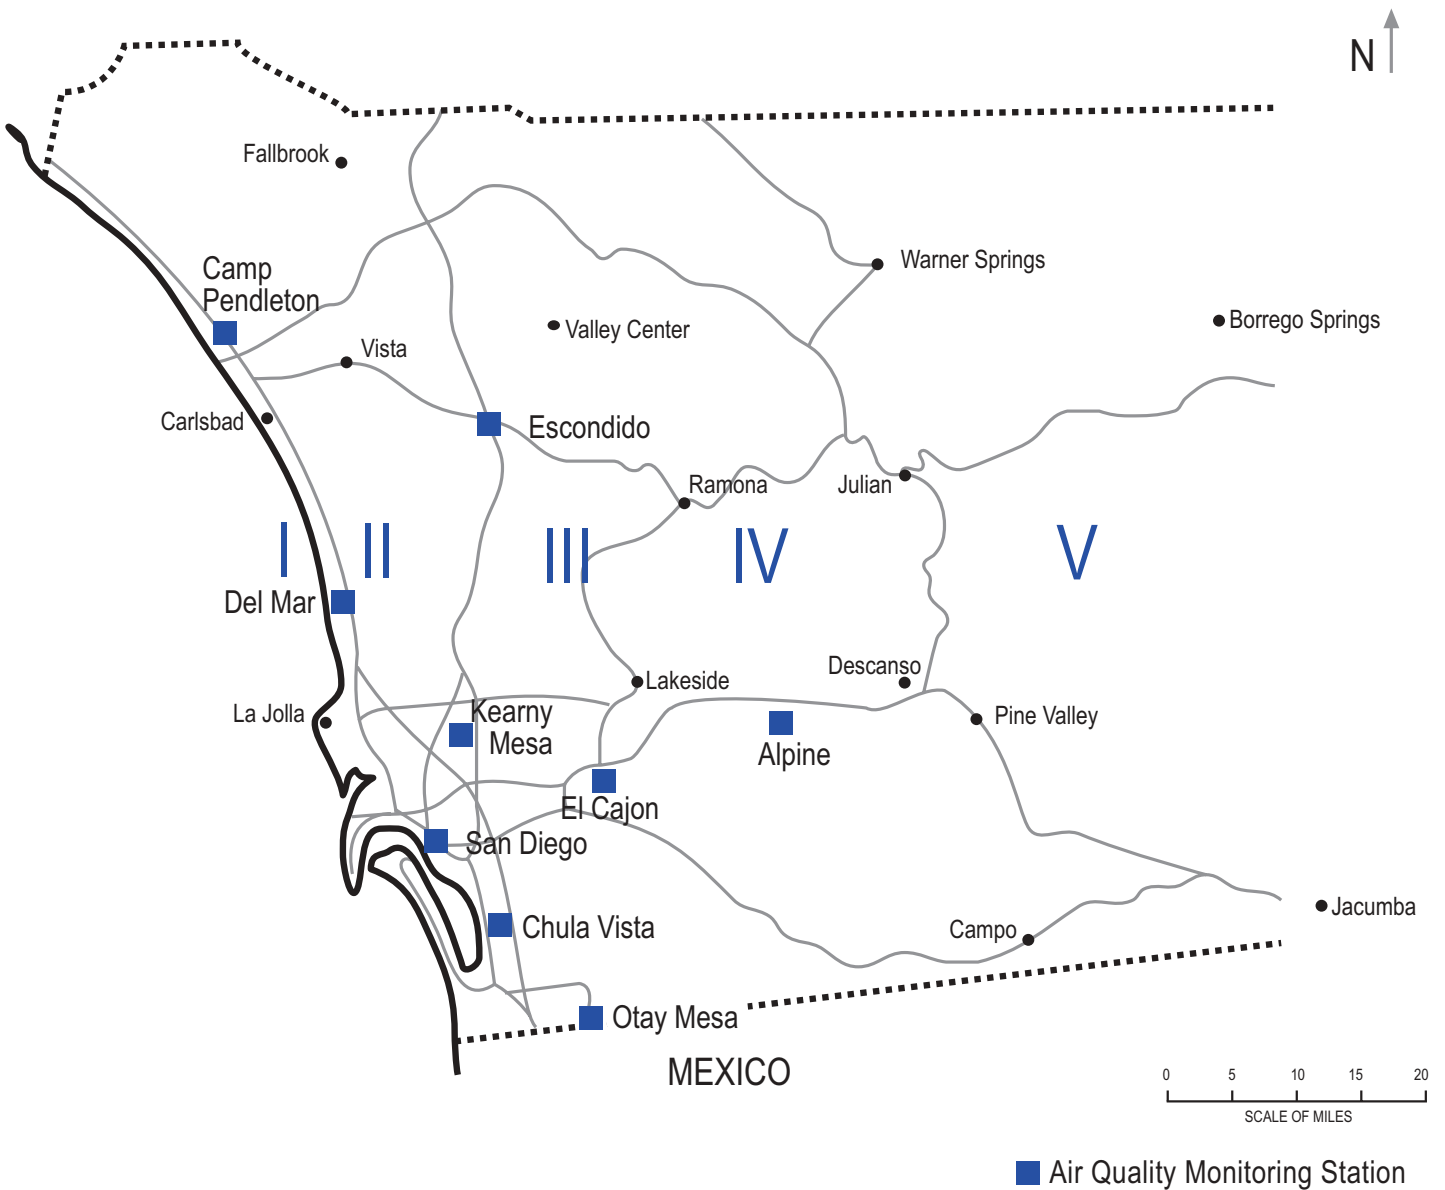 N
Fallbrook
Warner Springs
Camp
Pendleton
Borrego Springs
Valley Center
Vista
Carlsbad
Escondido
Ramona
Julian
I
II
III
IV
V
Del Mar
Descanso
Lakeside
La Jolla
Kearny
Mesa
Pine Valley
Alpine
El Cajon
San Diego
Jacumba
Chula Vista
Campo
Otay Mesa
MEXICO
0 5 10 15 20
SCALE OF MILES
Air Quality Monitoring Station